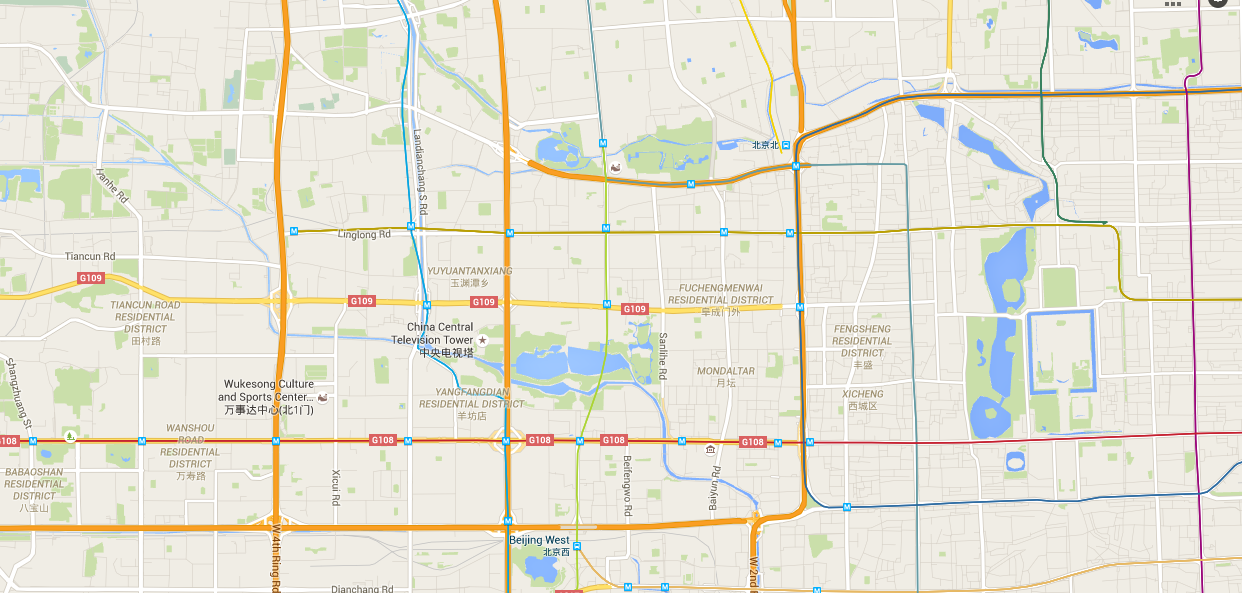 北京北
Landianchang S Rd
Yanhe Rd
Linglong Rd
Tiancun Rd
YUYUANTANXIANG
玉渊潭乡
G109
G109
G109
G109
FUCHENGMENWAI
RESIDENTIAL DISTRICT
阜成门外
TIANCUN ROAD
RESIDENTIAL
DISTRICT
田村路
China Central
Television Tower
中央电视塔
FENGSHENG
RESIDENTIAL
DISTRICT
丰盛
Sanlihe Rd
Shangzhuang St
MONDALTAR
月坛
Wukesong Culture
and Sports Center...
万事达中心(北1门)
YANGFANGDIAN
RESIDENTIAL DISTRICT
羊坊店
XICHENG
西城区
WANSHOU
ROAD
RESIDENTIAL
DISTRICT
万寿路
G108
G108
G108
G108
G108
BABAOSHAN
RESIDENTIAL
DISTRICT
八宝山
Xicui Rd
Beifengwo Rd
Baiyun Rd
Beijing West
北京西
W 4th Ring Rd
W 2nd
Dianchang Rd